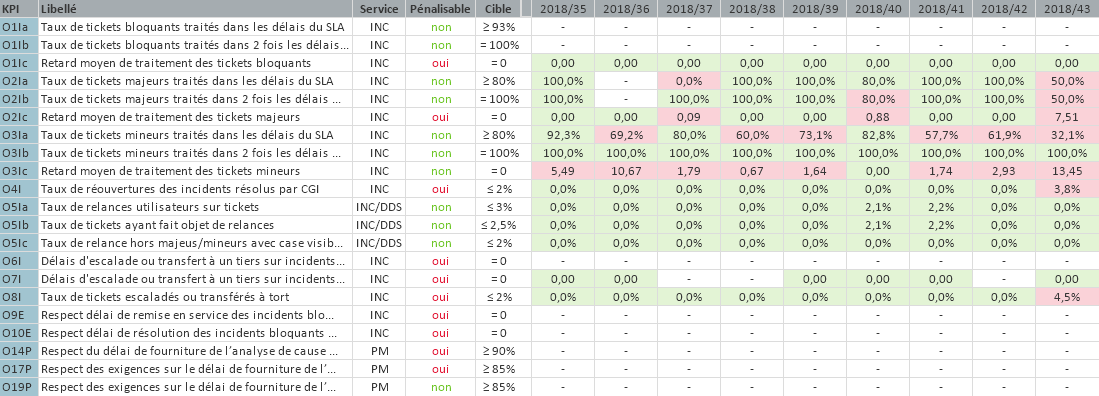 KPI Libellé Service Pénalisable Cible 2018/35 2018/36 2018/37 2018/38 2018/39 2018/40 2018/41 2018/42 2018/43
O1Ia Taux de tickets bloquants traités dans les délais du SLA INC non ≥ 93% - - - - - - - - -
O1Ib Taux de tickets bloquants traités dans 2 fois les délais... INC non = 100% - - - - - - - - -
O1Ic Retard moyen de traitement des tickets bloquants INC oui = 0 0,00 0,00 0,00 0,00 0,00 0,00 0,00 0,00 0,00
O2Ia Taux de tickets majeurs traités dans les délais du SLA INC non ≥ 80% 100,0% - 0,0% 100,0% 100,0% 80,0% 100,0% 100,0% 50,0%
O2Ib Taux de tickets majeurs traités dans 2 fois les délais ... INC non = 100% 100,0% - 100,0% 100,0% 100,0% 80,0% 100,0% 100,0% 50,0%
O2Ic Retard moyen de traitement des tickets majeurs INC oui = 0 0,00 0,00 0,09 0,00 0,00 0,88 0,00 0,00 7,51
O3Ia Taux de tickets mineurs traités dans les délais du SLA INC non ≥ 80% 92,3% 69,2% 80,0% 60,0% 73,1% 82,8% 57,7% 61,9% 32,1%
O3Ib Taux de tickets mineurs traités dans 2 fois les délais ... INC non = 100% 100,0% 100,0% 100,0% 100,0% 100,0% 100,0% 100,0% 100,0% 100,0%
O3Ic Retard moyen de traitement des tickets mineurs INC non = 0 5,49 10,67 1,79 0,67 1,64 0,00 1,74 2,93 13,45
O4I Taux de réouvertures des incidents résolus par CGI INC oui ≤ 2% 0,0% 0,0% 0,0% 0,0% 0,0% 0,0% 0,0% 0,0% 3,8%
O5Ia Taux de relances utilisateurs sur tickets INC/DDS non ≤ 3% 0,0% 0,0% 0,0% 0,0% 0,0% 2,1% 2,2% 0,0% 0,0%
O5Ib Taux de tickets ayant fait objet de relances INC/DDS non ≤ 2,5% 0,0% 0,0% 0,0% 0,0% 0,0% 2,1% 2,2% 0,0% 0,0%
O5Ic Taux de relance hors majeus/mineurs avec case visib... INC/DDS non ≤ 2% 0,0% 0,0% 0,0% 0,0% 0,0% 0,0% 0,0% 0,0% 0,0%
O6I Délais d'escalade ou transfert à un tiers sur incidents... INC oui = 0 - - - - - - - - -
O7I Délais d'escalade ou transfert à un tiers sur incidents... INC oui = 0 0,00 0,00 - - 0,00 0,00 0,00 - 0,00
O8I Taux de tickets escaladés ou transférés à tort INC oui ≤ 2% 0,0% 0,0% 0,0% 0,0% 0,0% 0,0% 0,0% 0,0% 4,5%
O9E Respect délai de remise en service des incidents blo... INC oui = 0 - - - - - - - - -
O10E Respect délai de résolution des incidents bloquants ... INC oui = 0 - - - - - - - - -
O14P Respect du délai de fourniture de l'analyse de cause ... PM oui ≥ 90% - - - - - - - - -
O17P Respect des exigences sur le délai de fourniture de l'... PM oui ≥ 85% - - - - - - - - -
O19P Respect des exigences sur le délai de fourniture de l'... PM non ≥ 85% - - - - - - - - -